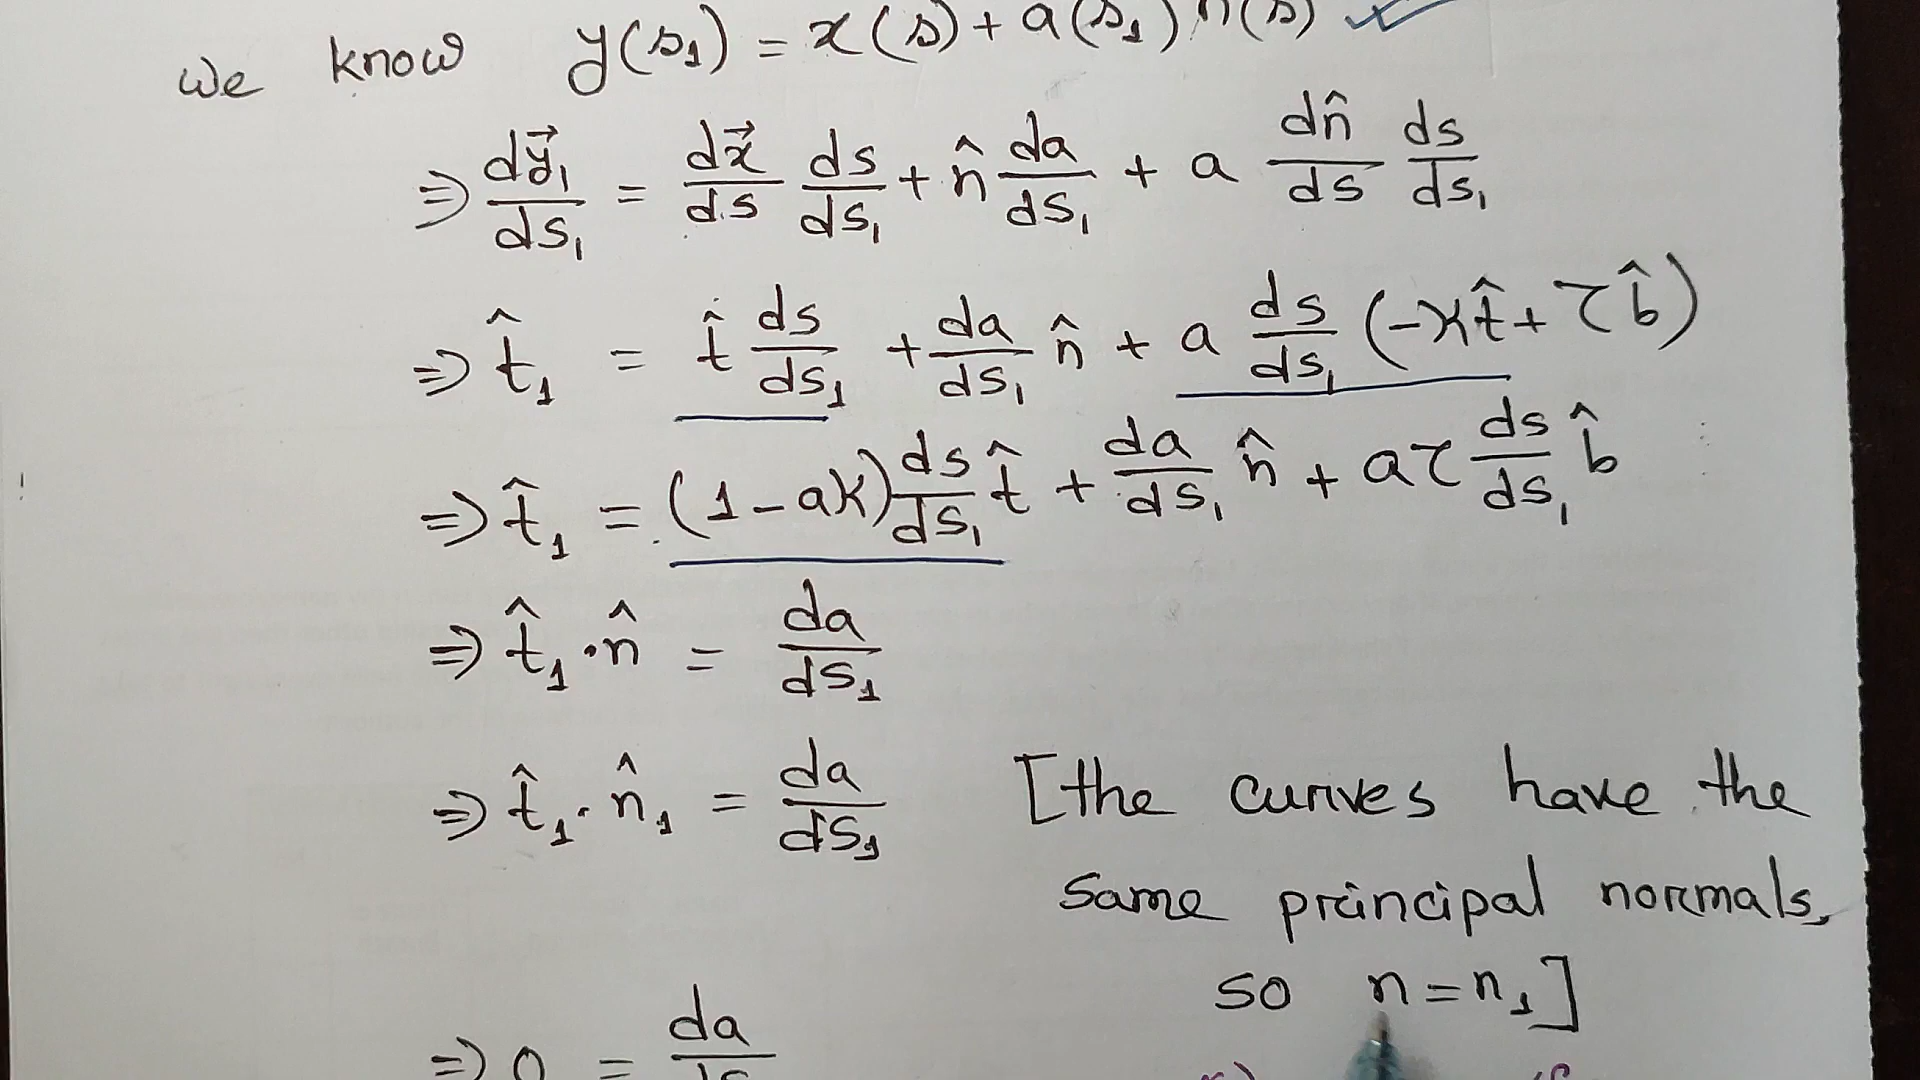 we know y(s₁) = x(s) + a(s₁) n(s)
⇒ dy⃗₁/ds₁ = dx⃗/ds ds/ds₁ + n̂ da/ds₁ + a dn̂/ds ds/ds₁
⇒ t̂₁ = t̂ ds/ds₁ + da/ds₁ n̂ + a ds/ds₁ (-κt̂ + τb̂)
⇒ t̂₁ = (1 - aκ) ds/ds₁ t̂ + da/ds₁ n̂ + aτ ds/ds₁ b̂
⇒ t̂₁ · n̂ = da/ds₁
⇒ t̂₁ · n̂₁ = da/ds₁ [the curves have the
same principal normals,
so n = n₁]
⇒ 0 = da